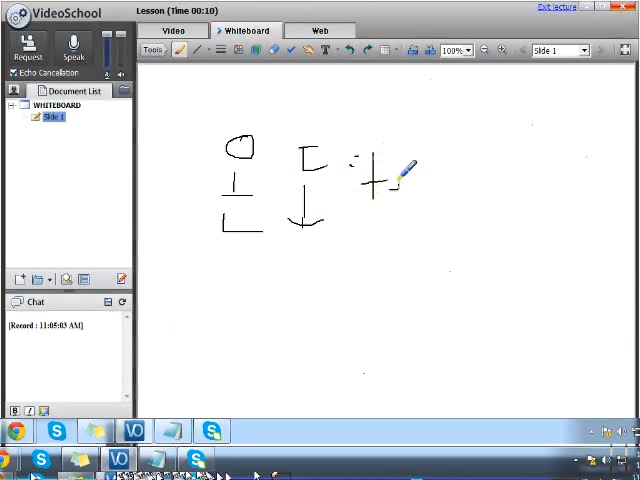 Lesson (Time 00:10)
Exit lecture
VideoSchool
Video
Whiteboard
Web
Request
Speak
Tools
T
100%
Slide 1
Echo Cancellation
Document List
WHITEBOARD
Slide 1
Chat
[Record : 11:05:03 AM]
B I